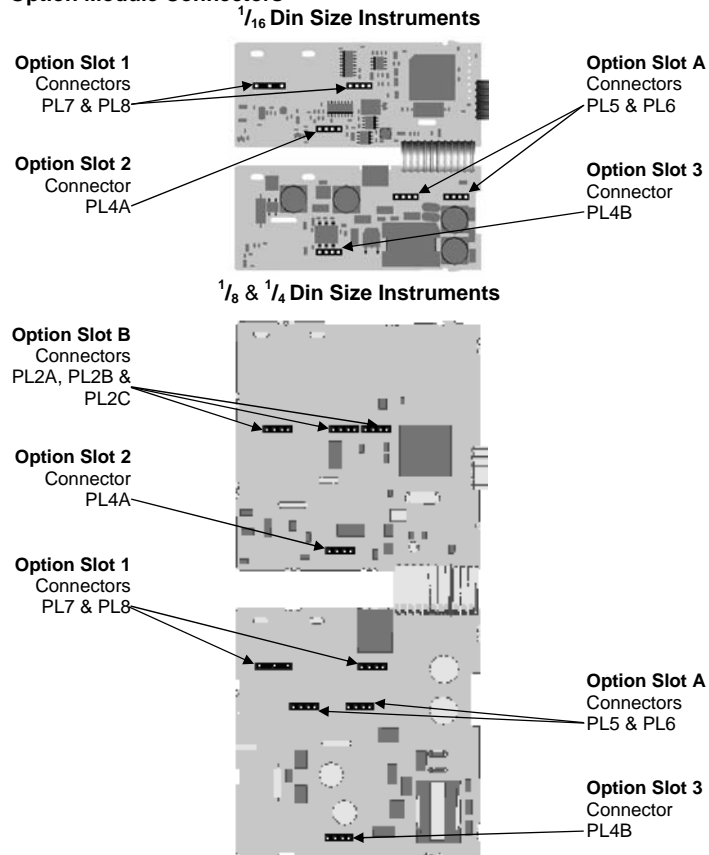 Option Module Connectors
1/16 Din Size Instruments
Option Slot 1
Connectors
PL7 & PL8
Option Slot 2
Connector
PL4A
Option Slot A
Connectors
PL5 & PL6
Option Slot 3
Connector
PL4B
1/8 & 1/4 Din Size Instruments
Option Slot B
Connectors
PL2A, PL2B &
PL2C
Option Slot 2
Connector
PL4A
Option Slot 1
Connectors
PL7 & PL8
Option Slot A
Connectors
PL5 & PL6
Option Slot 3
Connector
PL4B